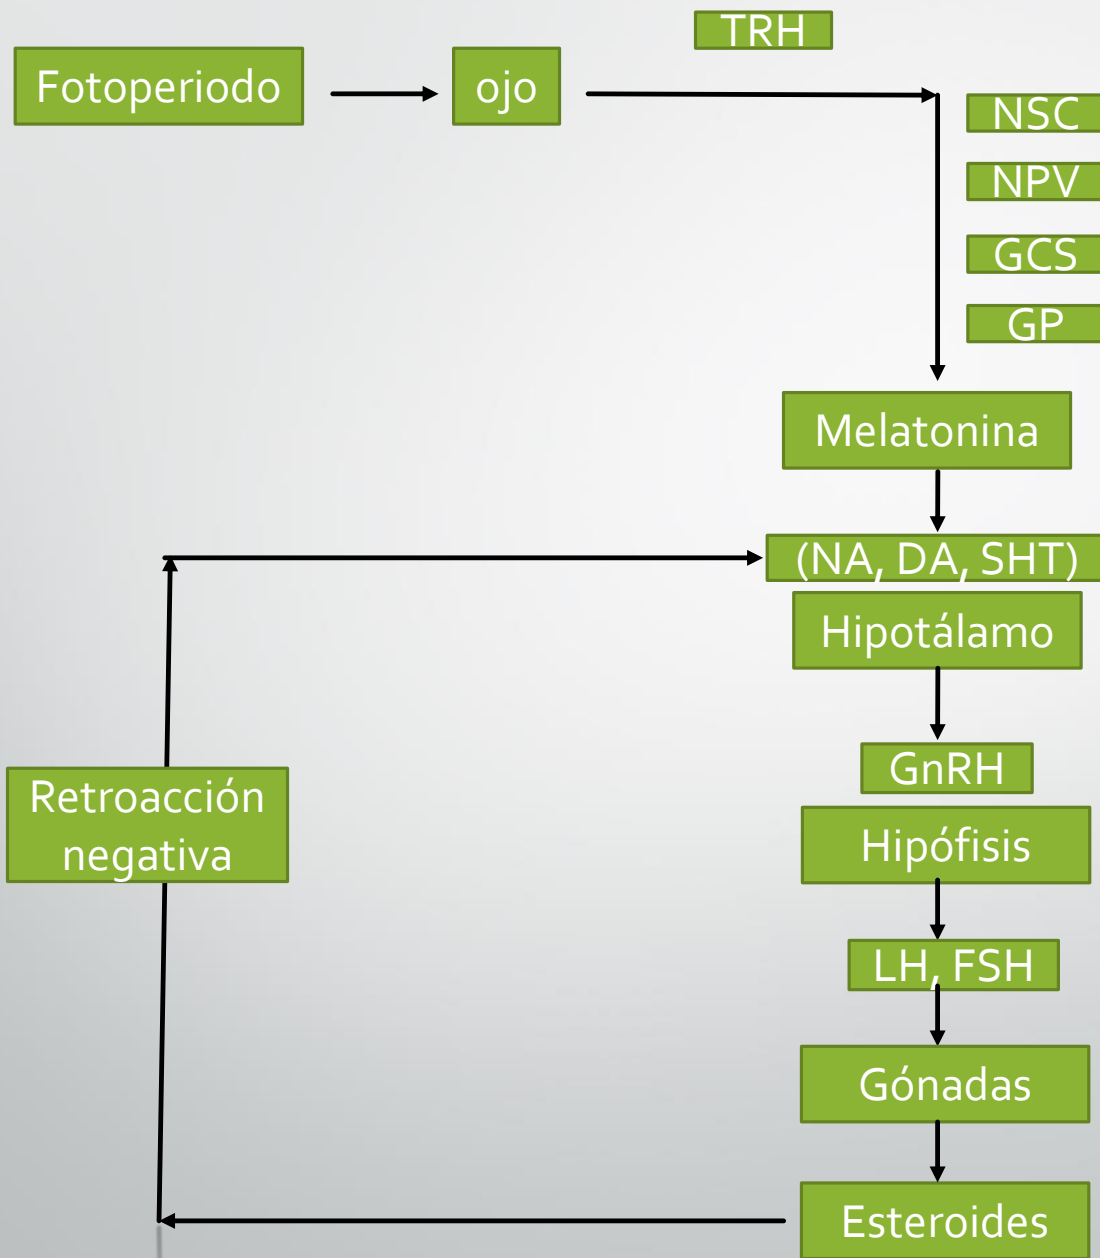 TRH
Fotoperiodo
ojo
NSC
NPV
GCS
GP
Melatonina
(NA, DA, SHT)
Hipotálamo
GnRH
Retroacción
negativa
Hipófisis
LH, FSH
Gónadas
Esteroides